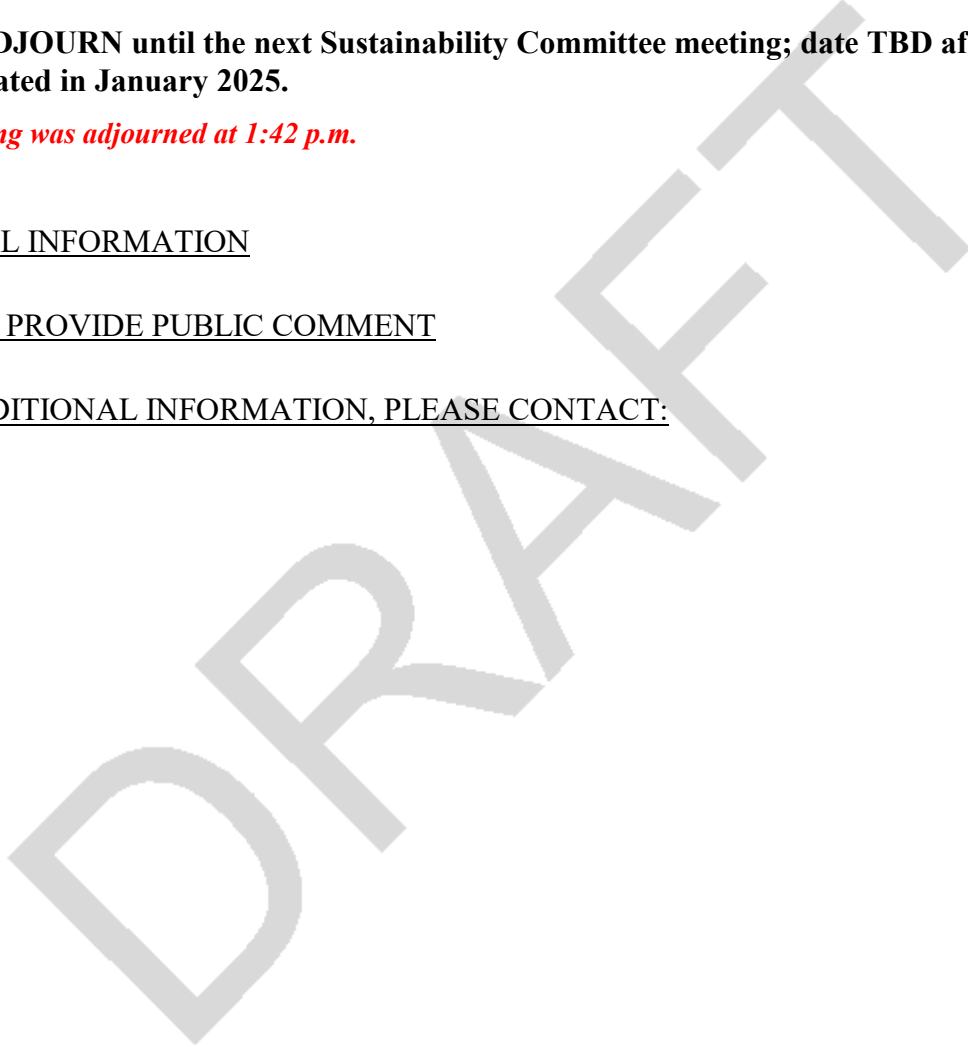 DJOURN until the next Sustainability Committee meeting; date TBD af
ated in January 2025.
ng was adjourned at 1:42 p.m.
L INFORMATION
PROVIDE PUBLIC COMMENT
DITIONAL INFORMATION, PLEASE CONTACT:
DRAFT